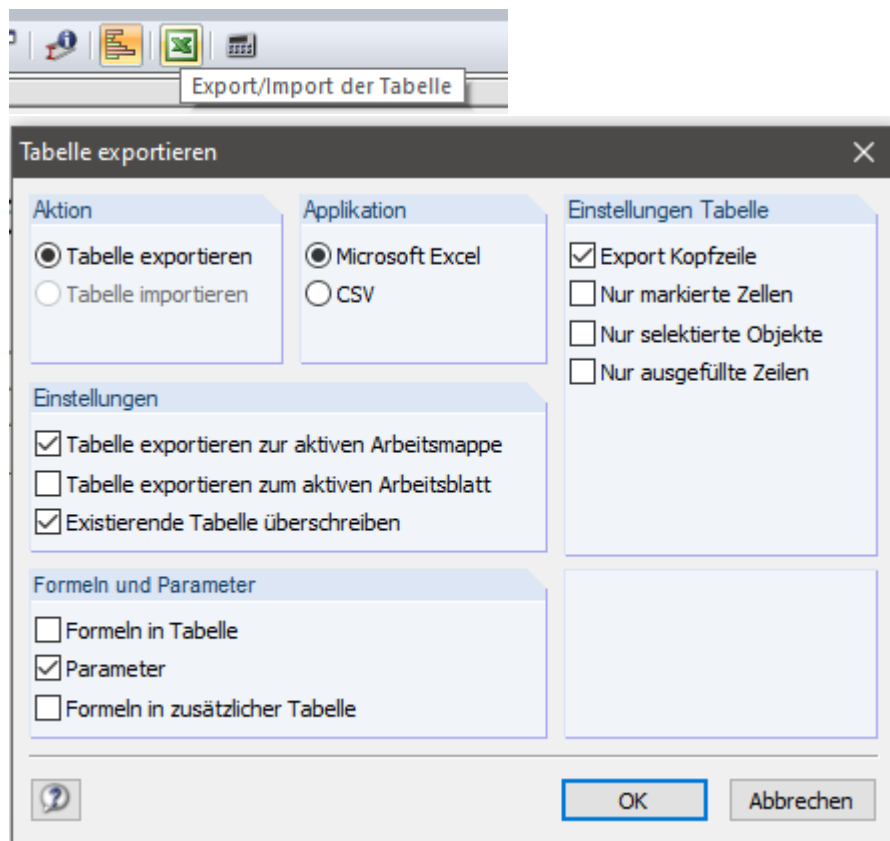 Export/Import der Tabelle
Tabelle exportieren
Aktion
Tabelle exportieren
Tabelle importieren
Applikation
Microsoft Excel
CSV
Einstellungen Tabelle
Export Kopfzeile
Nur markierte Zellen
Nur selektierte Objekte
Nur ausgefüllte Zeilen
Einstellungen
Tabelle exportieren zur aktiven Arbeitsmappe
Tabelle exportieren zum aktiven Arbeitsblatt
Existierende Tabelle überschreiben
Formeln und Parameter
Formeln in Tabelle
Parameter
Formeln in zusätzlicher Tabelle
OK
Abbrechen